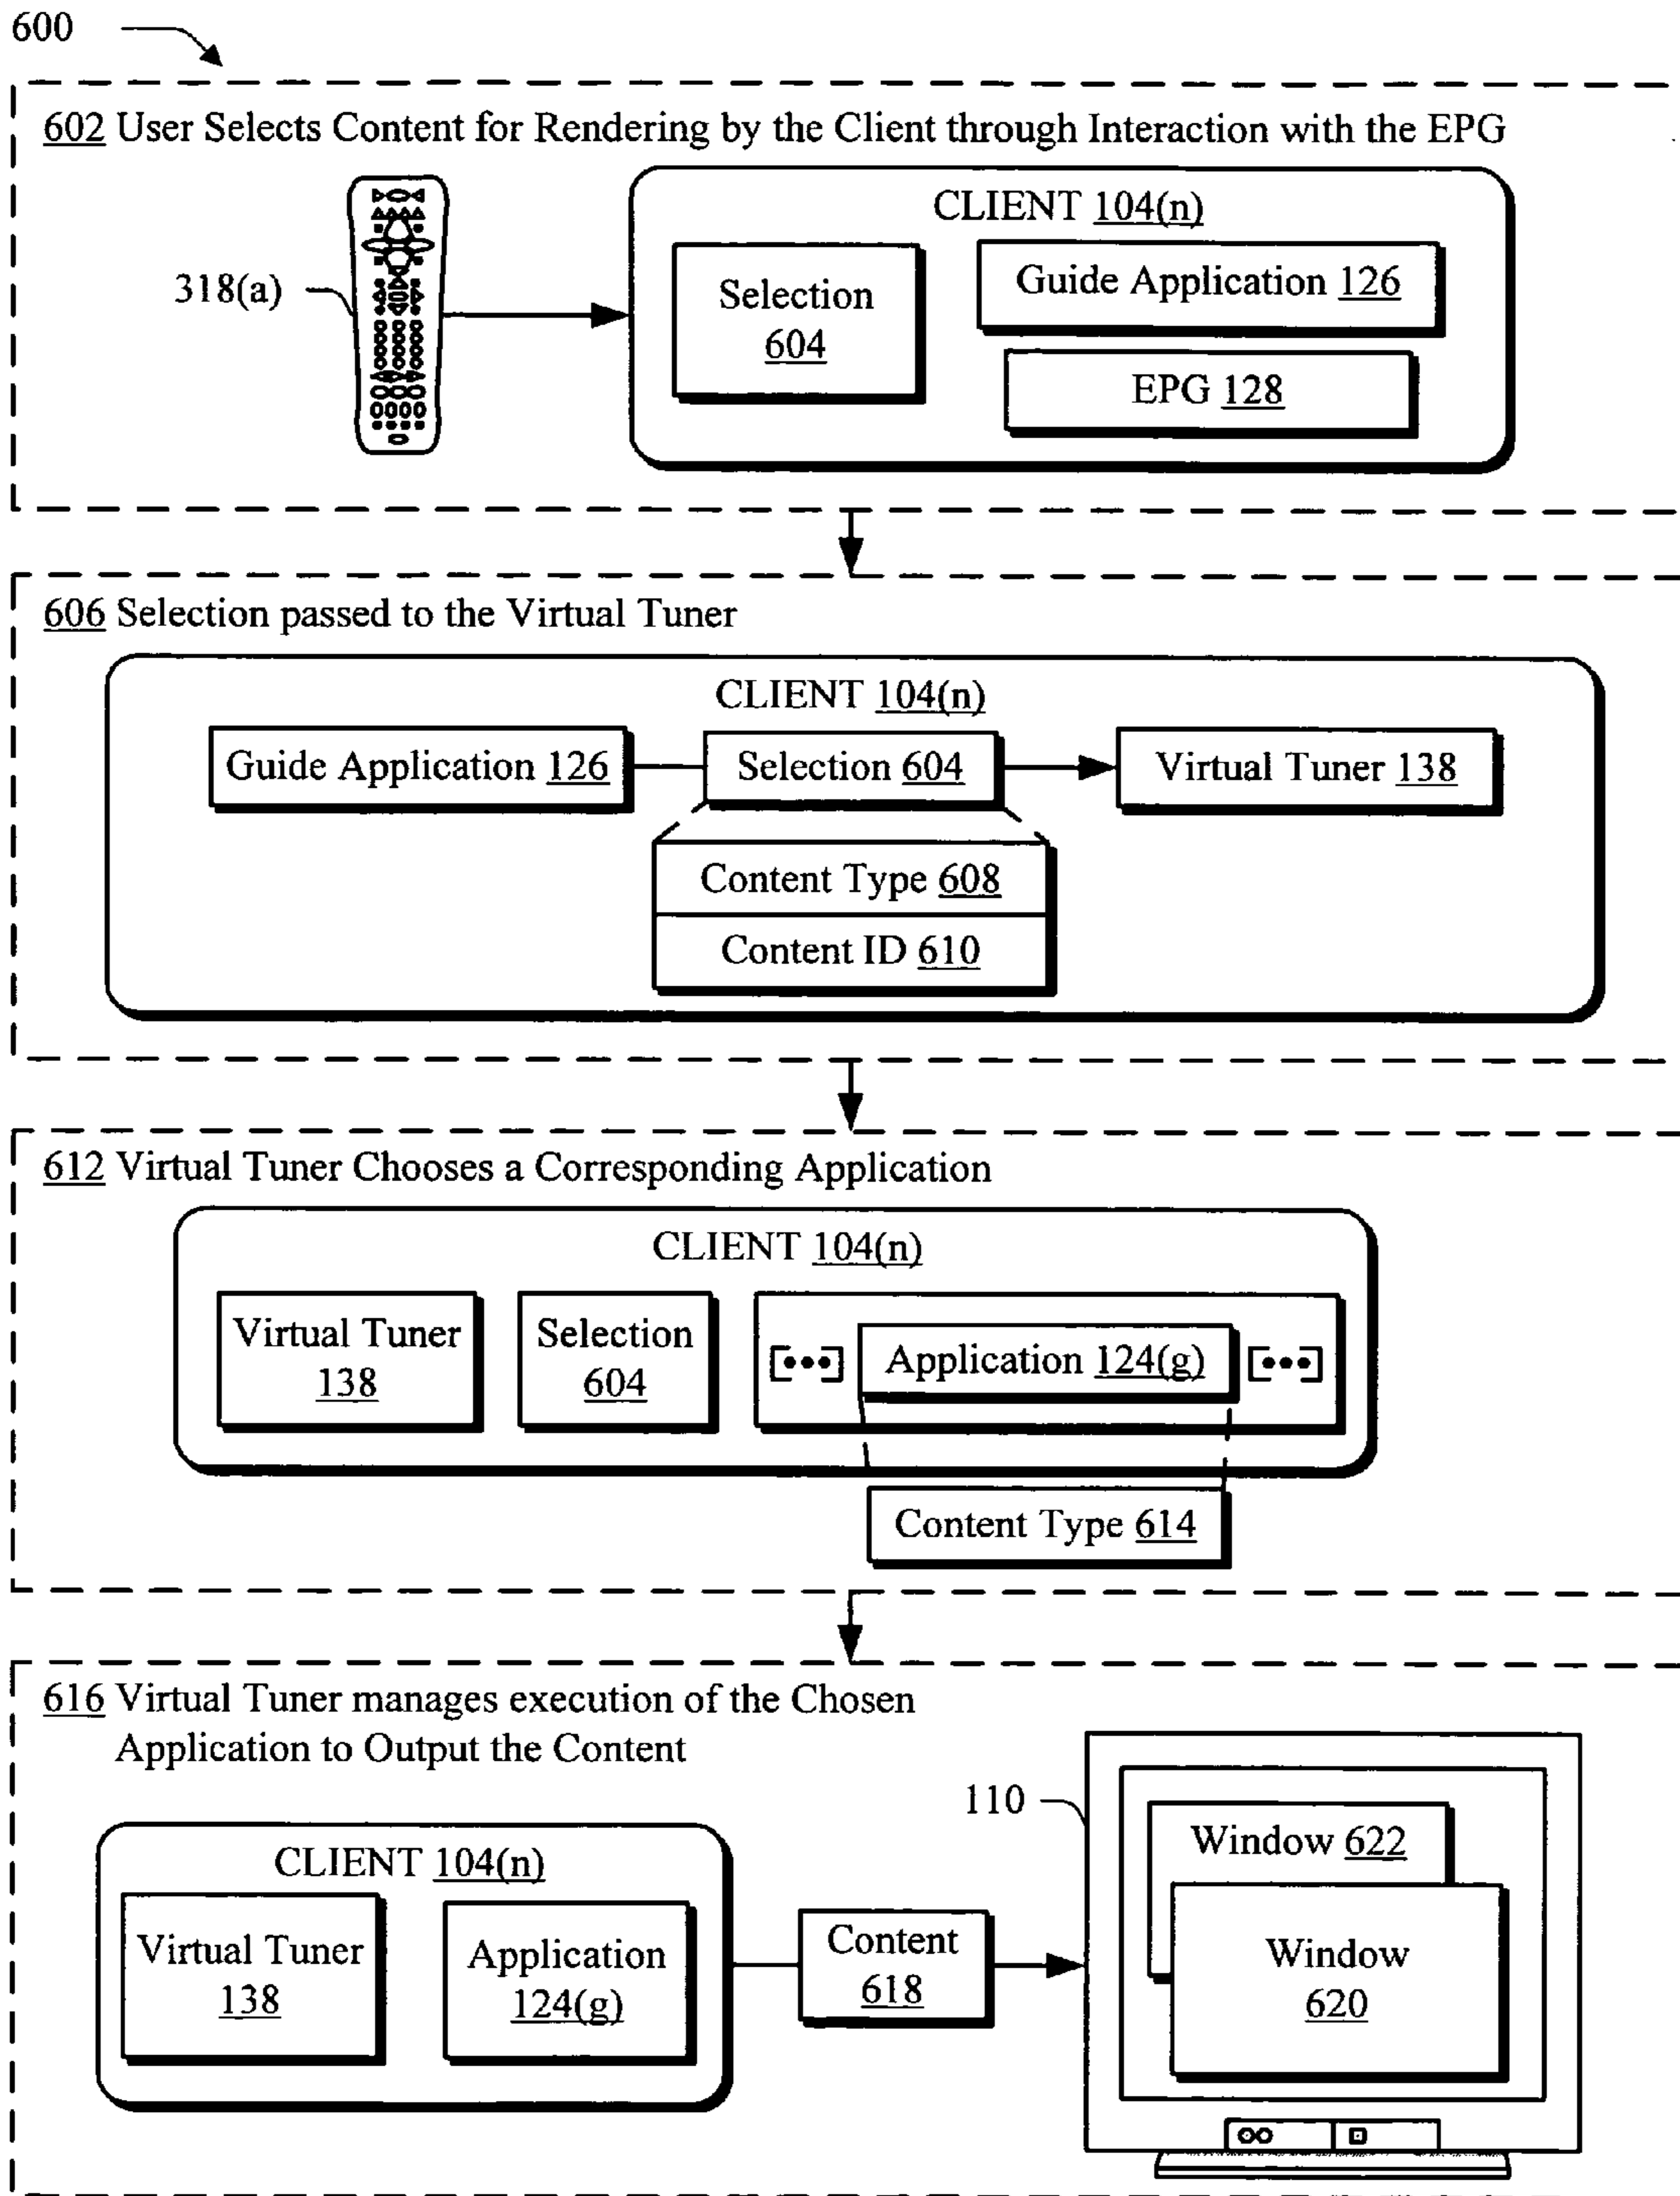 600
602 User Selects Content for Rendering by the Client through Interaction with the EPG
318(a)
CLIENT 104(n)
Selection
604
Guide Application 126
EPG 128
606 Selection passed to the Virtual Tuner
CLIENT 104(n)
Guide Application 126
Selection 604
Virtual Tuner 138
Content Type 608
Content ID 610
612 Virtual Tuner Chooses a Corresponding Application
CLIENT 104(n)
Virtual Tuner
138
Selection
604
[•••]
Application 124(g)
[•••]
Content Type 614
616 Virtual Tuner manages execution of the Chosen
Application to Output the Content
CLIENT 104(n)
Virtual Tuner
138
Application
124(g)
Content
618
110
Window 622
Window
620